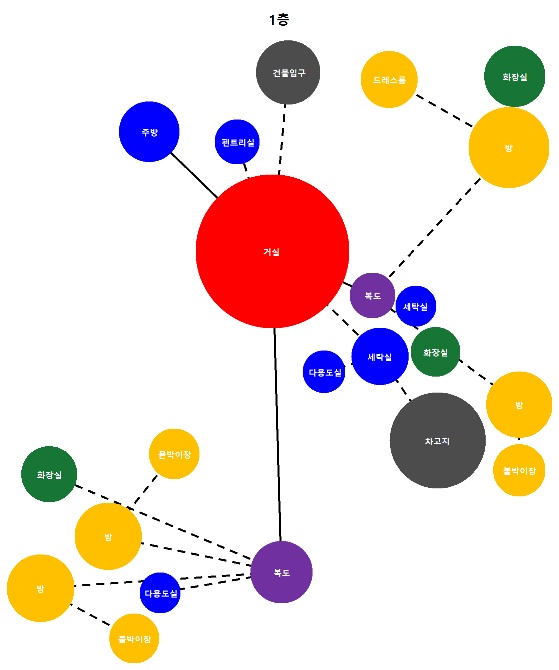 1층
건물입구
드레스룸
화장실
주방
팬트리실
방
거실
복도
세탁실
화장실
세탁실
다용도실
방
차고지
붙박이장
붇박이장
화장실
방
복도
방
다용도실
붙박이장